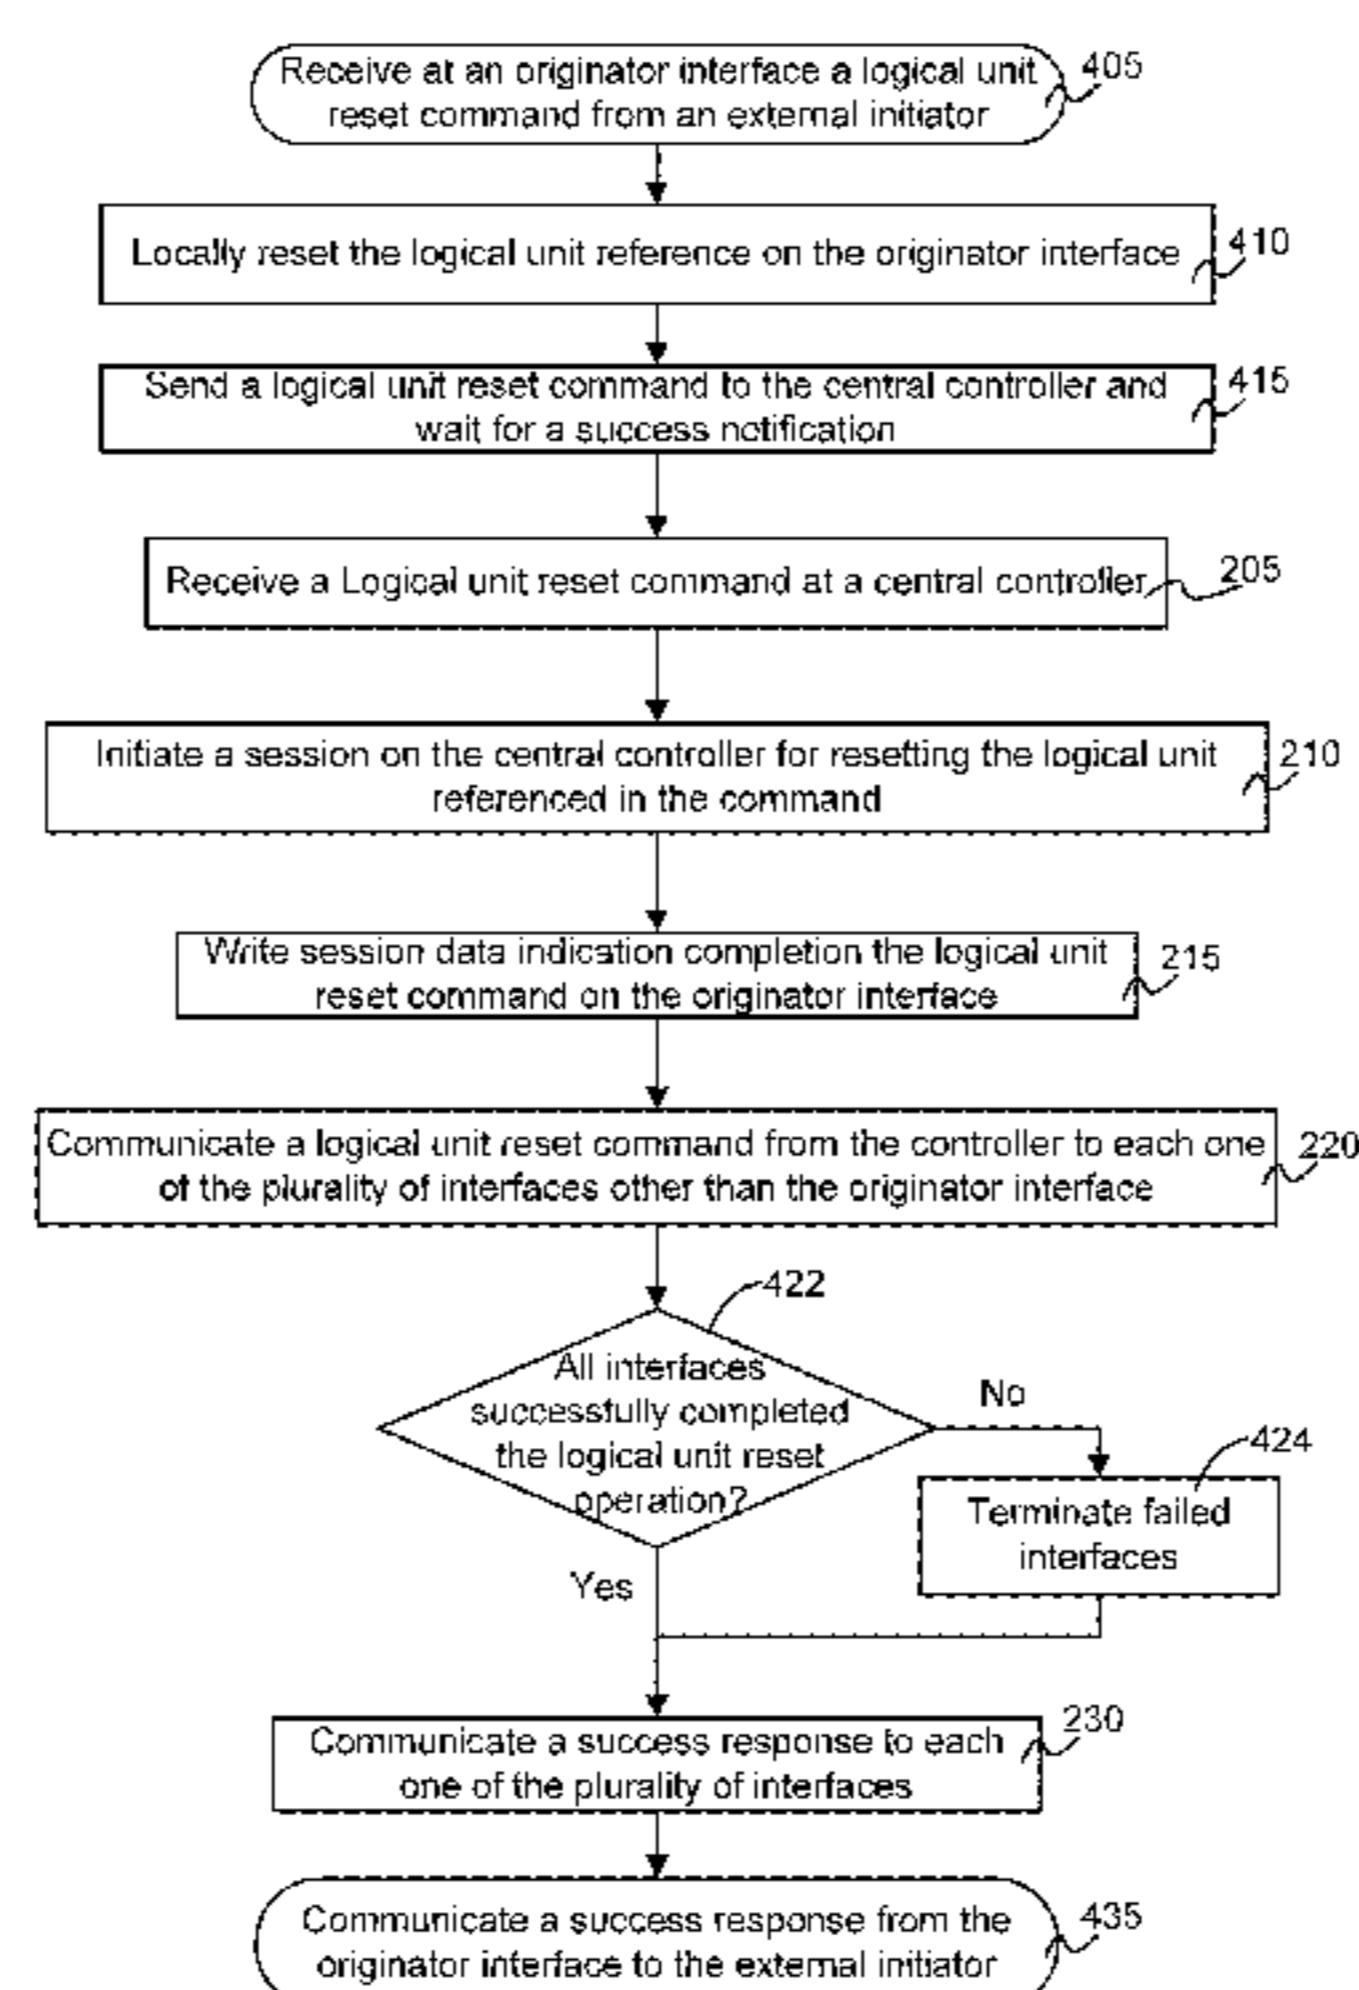 Receive at an originator interface a logical unit
reset command from an external initiator
405
Locally reset the logical unit reference on the originator interface
410
Send a logical unit reset command to the central controller and
wait for a success notification
415
Receive a Logical unit reset command at a central controller
205
Initiate a session on the central controller for resetting the logical unit
referenced in the command
210
Write session data indication completion the logical unit
reset command on the originator interface
215
Communicate a logical unit reset command from the controller to each one
of the plurality of interfaces other than the originator interface
220
422
All interfaces
successfully completed
the logical unit reset
operation?
No
424
Terminate failed
interfaces
Yes
Communicate a success response to each
one of the plurality of interfaces
230
Communicate a success response from the
originator interface to the external initiator
435